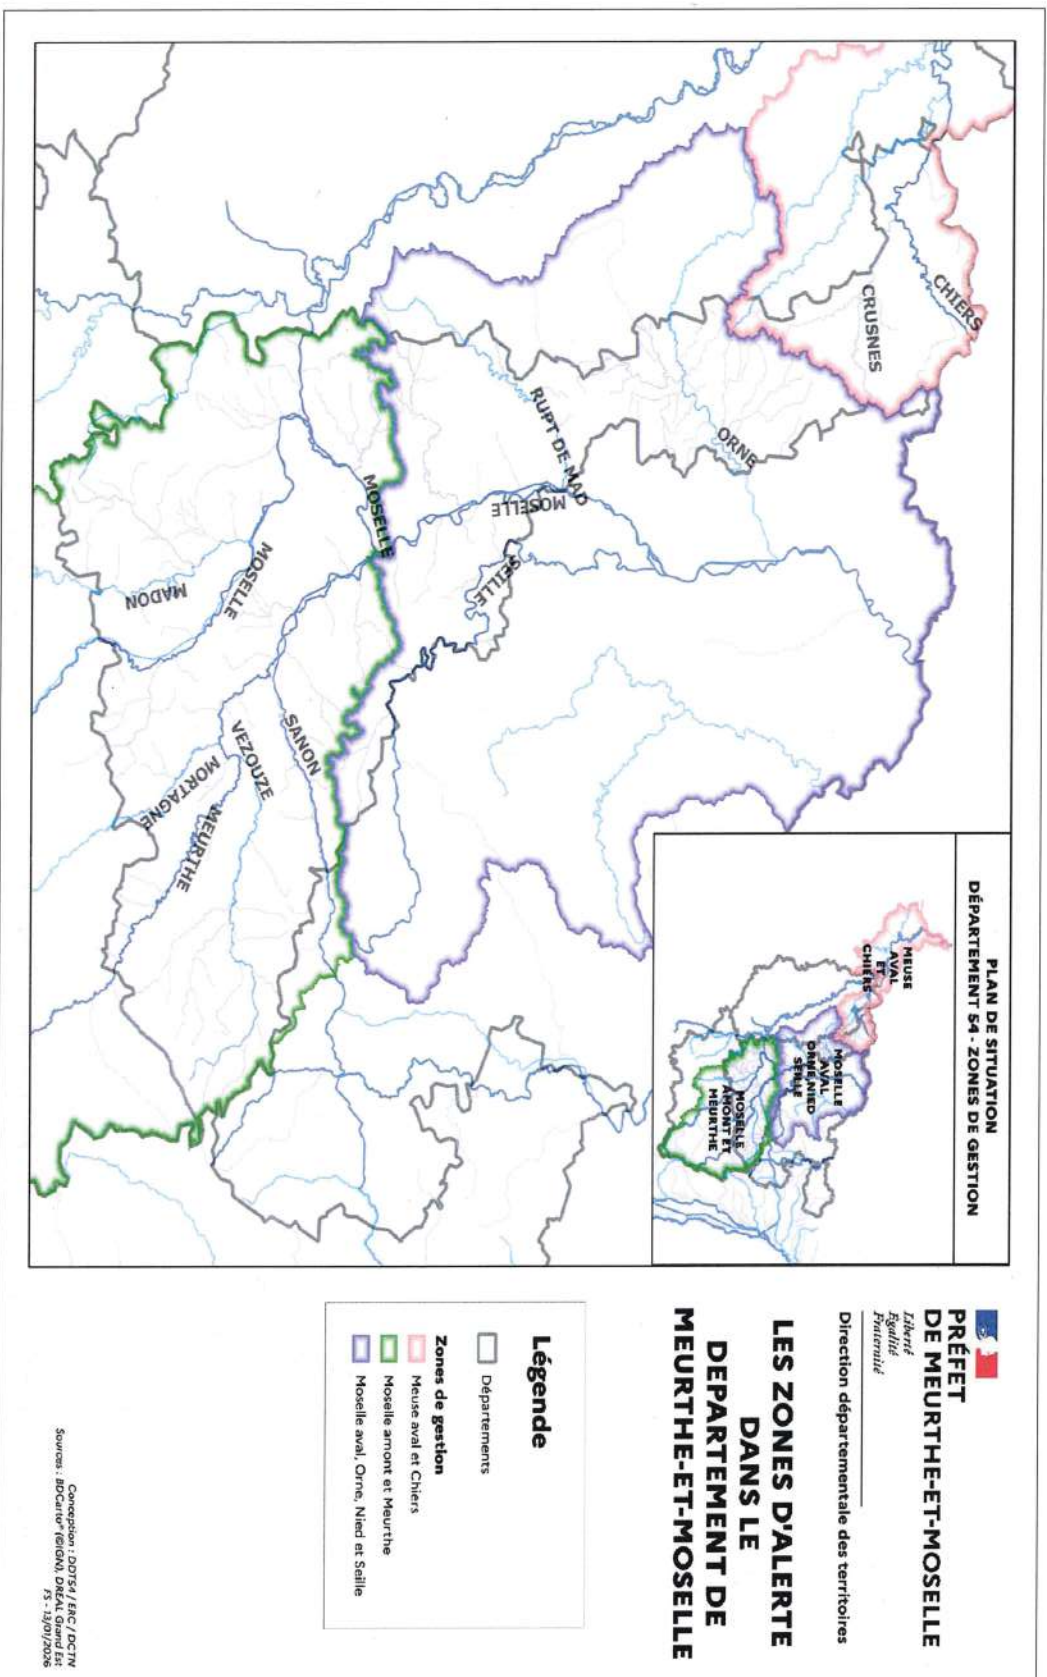 PRÉFET
DE MEURTHE-ET-MOSELLE
Liberté
Égalité
Fraternité
Direction départementale des territoires
LES ZONES D'ALERTE
DANS LE
DEPARTEMENT DE
MEURTHE-ET-MOSELLE
Légende
Départements
Zones de gestion
Meuse aval et Chiers
Moselle amont et Meurthe
Moselle aval, Orne, Nied et Seille
Conception : DDT54 / ERC / DCTN
Sources : BDCarto® (©IGN), DREAL Grand Est
FS - 13/01/2026
PLAN DE SITUATION
DÉPARTEMENT 54 - ZONES DE GESTION
MEUSE
AVAL
ET
CHIERS
MOSELLE
AVAL
ORNE,NIED
SEILLE
MOSELLE
AMONT ET
MEURTHE
CHIERS
CRUSNES
ORNE
RUPT DE MAD
MOSELLE
SEILLE
MOSELLE
MOSELLE
MADON
SANON
VEZOUZE
MORTAGNE
MEURTHE